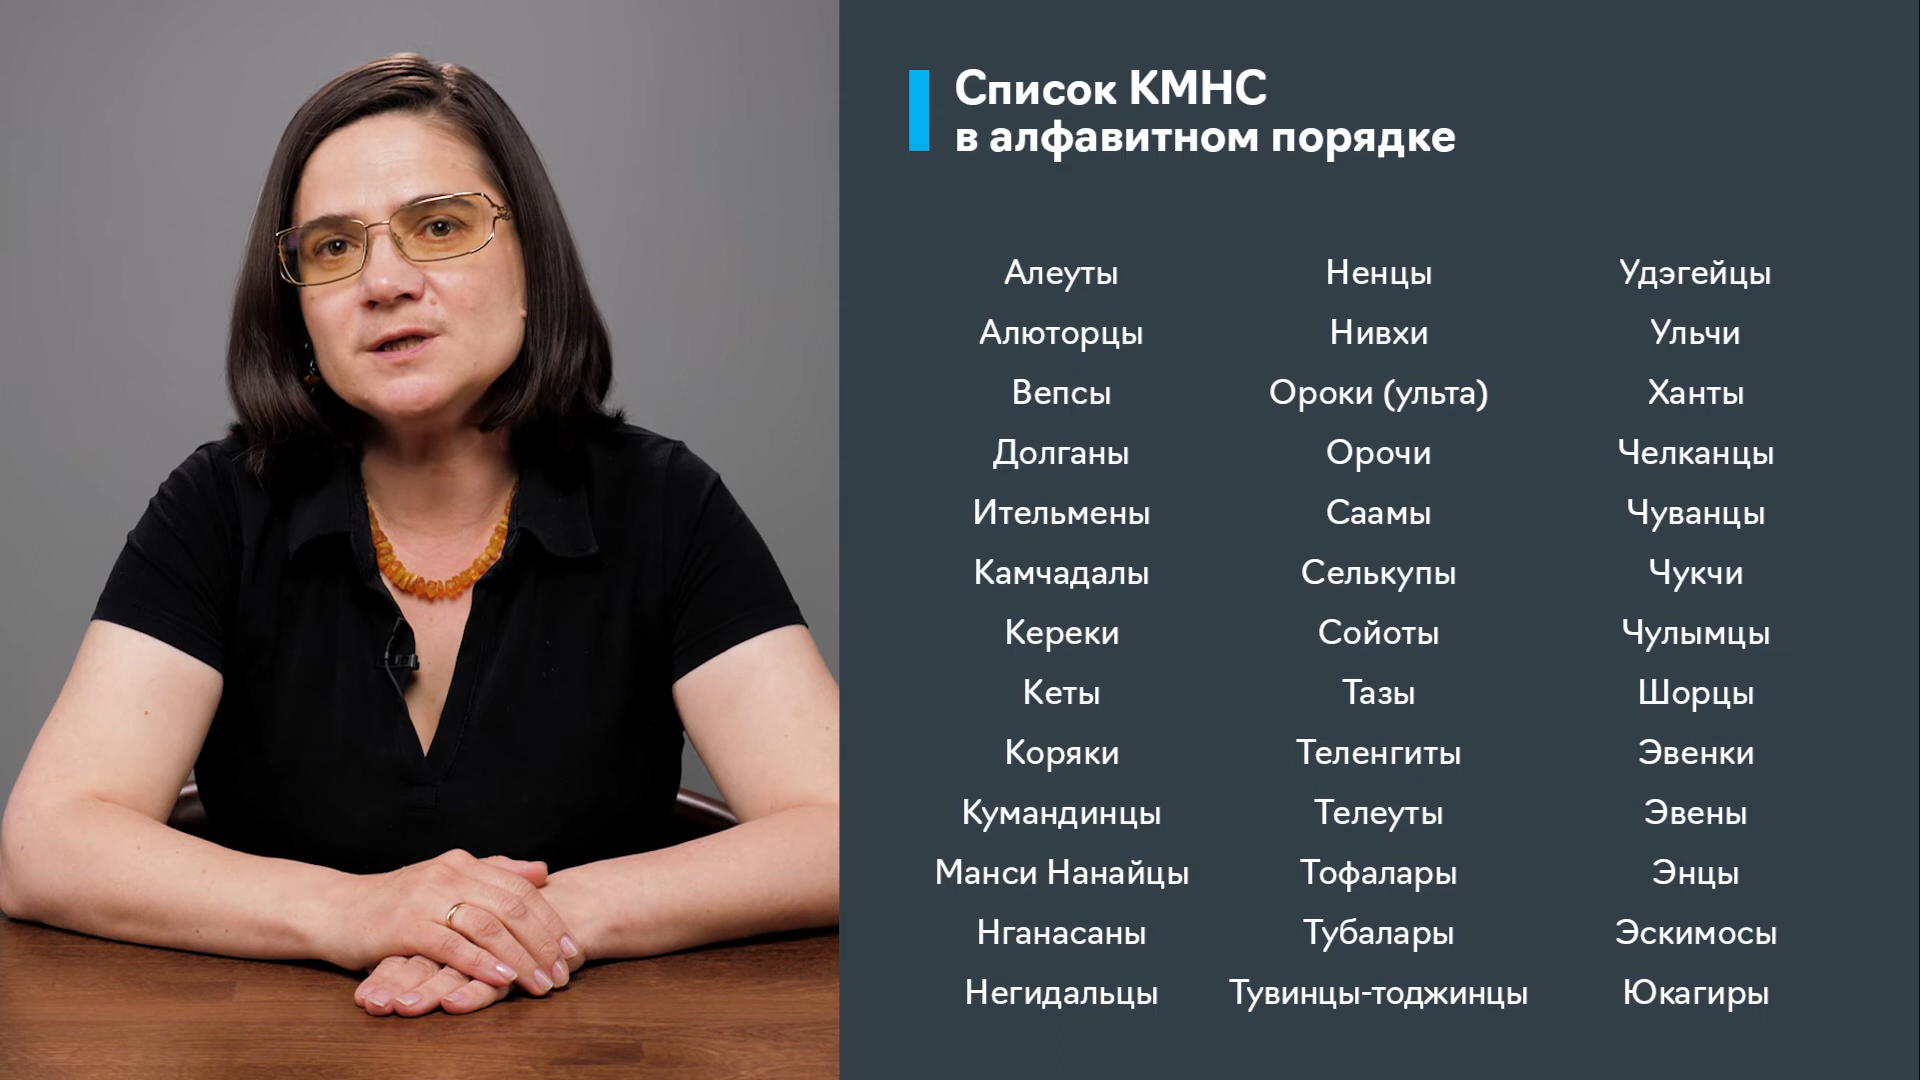 Список КМНС
в алфавитном порядке
Алеуты
Алюторцы
Вепсы
Долганы
Ительмены
Камчадалы
Кереки
Кеты
Коряки
Кумандинцы
Манси Нанайцы
Нганасаны
Негидальцы
Ненцы
Нивхи
Ороки (ульта)
Орочи
Саамы
Селькупы
Сойоты
Тазы
Теленгиты
Телеуты
Тофалары
Тубалары
Тувинцы-тоджинцы
Удэгейцы
Ульчи
Ханты
Челканцы
Чуванцы
Чукчи
Чулымцы
Шорцы
Эвенки
Эвены
Энцы
Эскимосы
Юкагиры